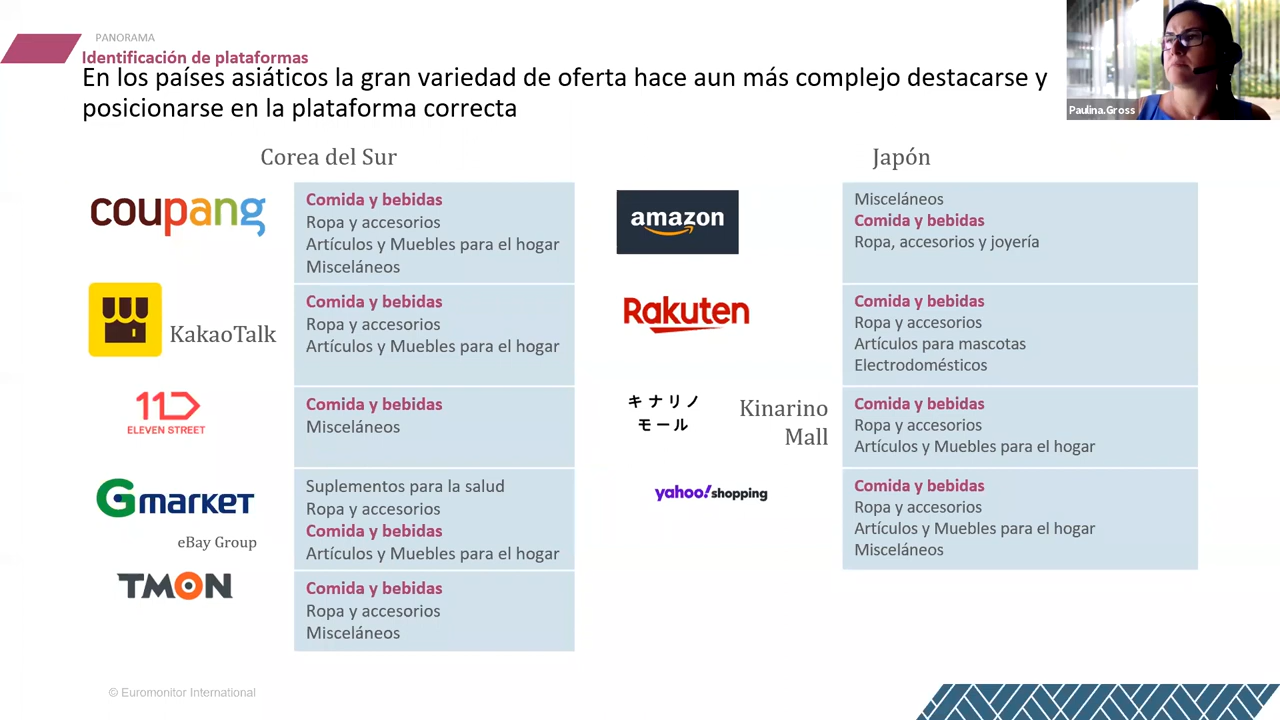 PANORAMA
Identificación de plataformas
En los países asiáticos la gran variedad de oferta hace aun más complejo destacarse y
posicionarse en la plataforma correcta
Paulina.Gross
Corea del Sur
coupang
Comida y bebidas
Ropa y accesorios
Artículos y Muebles para el hogar
Misceláneos
KakaoTalk
Comida y bebidas
Ropa y accesorios
Artículos y Muebles para el hogar
11
ELEVEN STREET
Comida y bebidas
Misceláneos
Gmarket
eBay Group
Suplementos para la salud
Ropa y accesorios
Comida y bebidas
Artículos y Muebles para el hogar
TMON
Comida y bebidas
Ropa y accesorios
Misceláneos
Japón
amazon
Misceláneos
Comida y bebidas
Ropa, accesorios y joyería
Rakuten
Comida y bebidas
Ropa y accesorios
Artículos para mascotas
Electrodomésticos
キナリノ
モール
Kinarino
Mall
Comida y bebidas
Ropa y accesorios
Artículos y Muebles para el hogar
yahoo!shopping
Comida y bebidas
Ropa y accesorios
Artículos y Muebles para el hogar
Misceláneos
© Euromonitor International